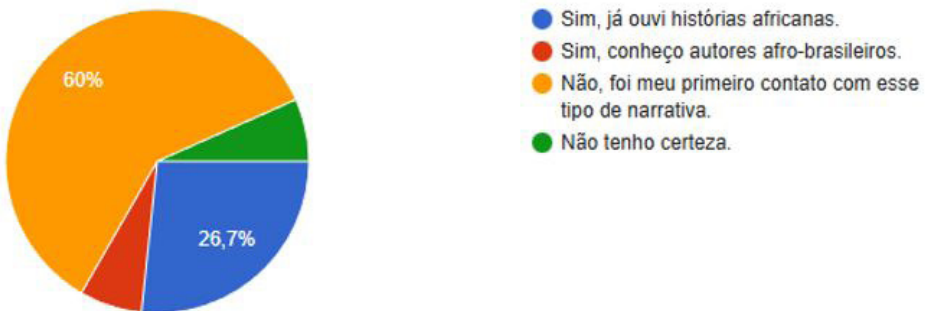 60%
26,7%
Sim, já ouvi histórias africanas.
Sim, conheço autores afro-brasileiros.
Não, foi meu primeiro contato com esse
tipo de narrativa.
Não tenho certeza.